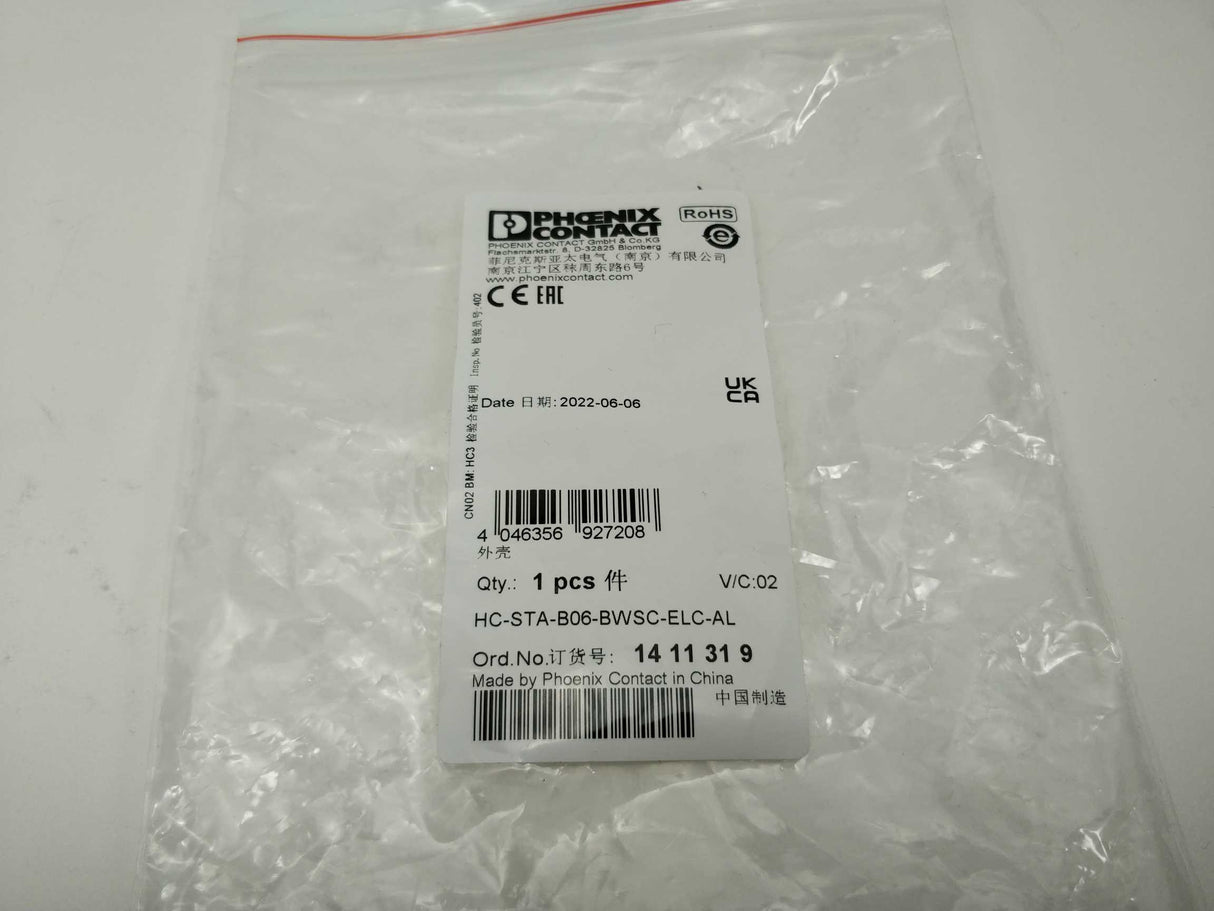 PHOENIX
CONTACT
RoHS
e
PHOENIX CONTACT GmbH & Co.KG
Flachsmarktstr. 8, D-32825 Blomberg
菲尼克斯亚太电气（南京）有限公司
南京江宁区秣周东路6号
www.phoenixcontact.com
CE EAC
CN02 BM: HC3 检验合格证明 Insp.No 检验员号:402
UK
CA
Date 日期: 2022-06-06
4 046356 927208
外壳
Qty.: 1 pcs 件 V/C:02
HC-STA-B06-BWSC-ELC-AL
Ord.No.订货号: 14 11 31 9
Made by Phoenix Contact in China
中国制造